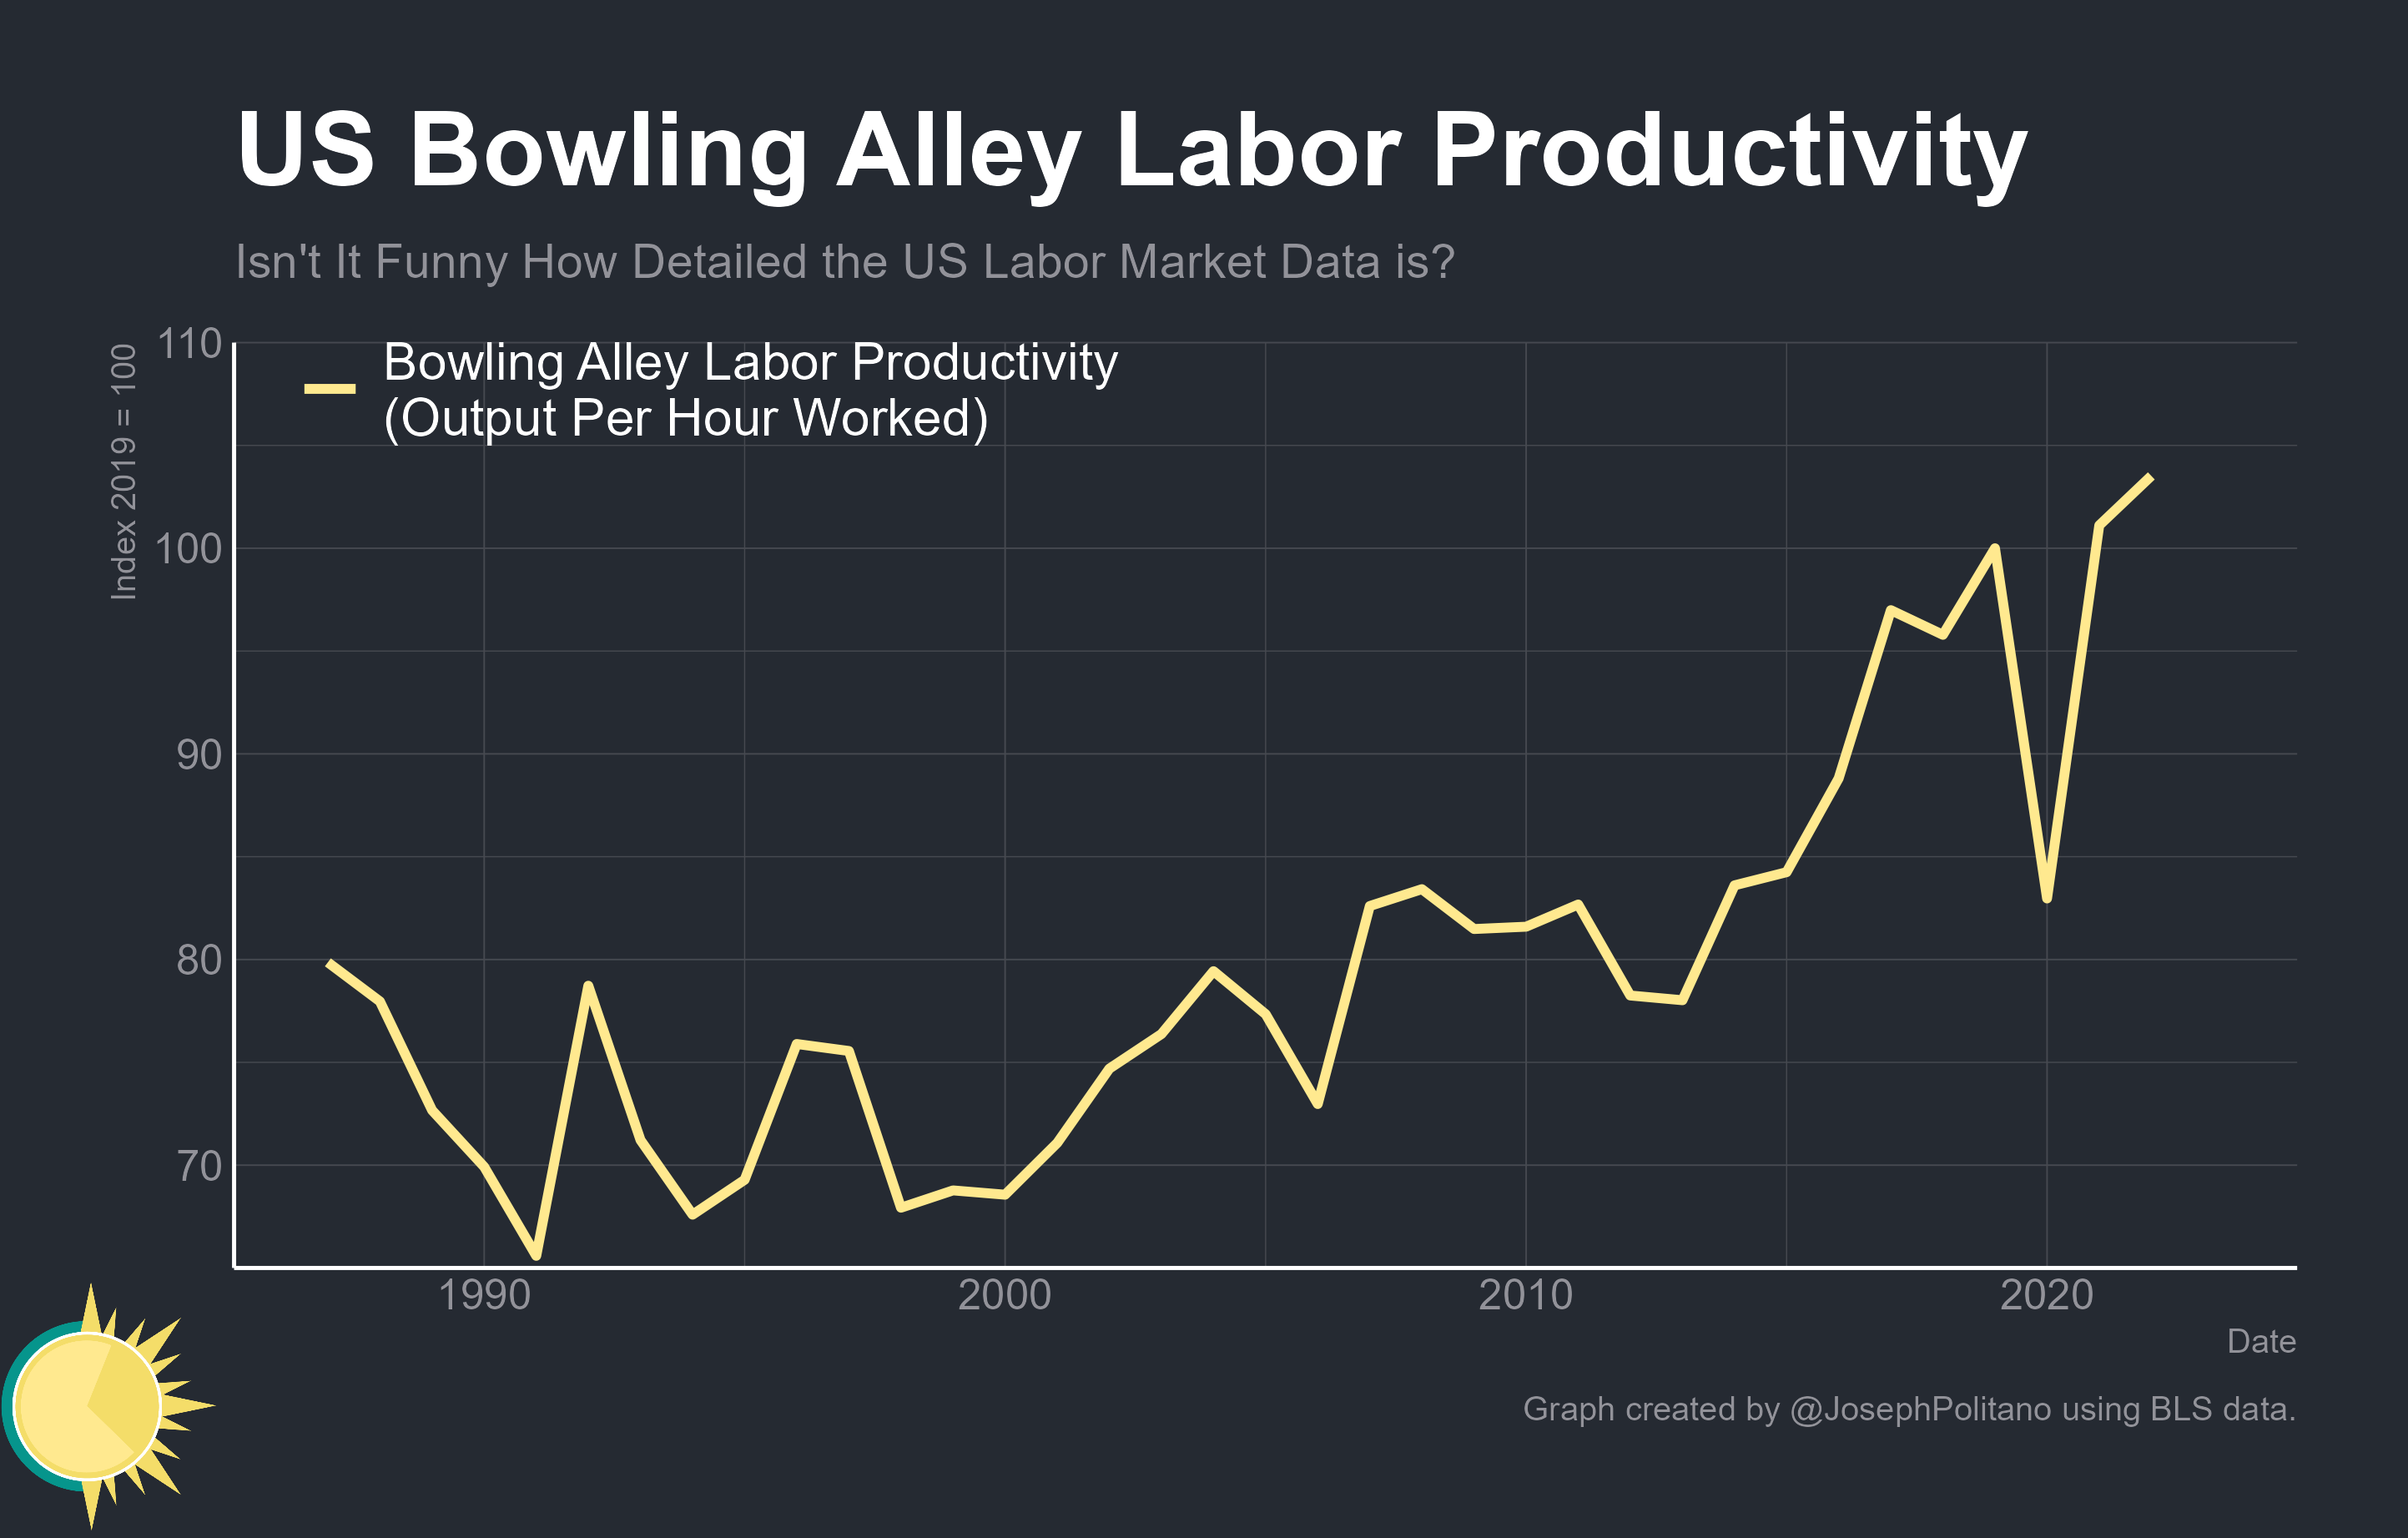 US Bowling Alley Labor Productivity
Isn't It Funny How Detailed the US Labor Market Data is?
Index 2019 = 100
110
100
90
80
70
Bowling Alley Labor Productivity
(Output Per Hour Worked)
1990
2000
2010
2020
Date
Graph created by @JosephPolitano using BLS data.